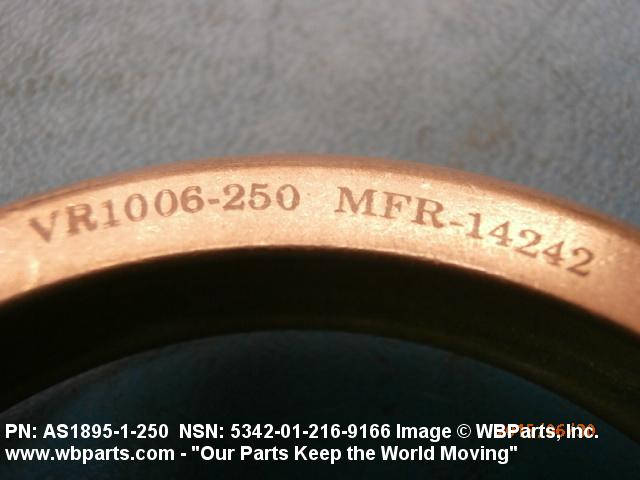 VR1006-250 MFR-14242
PN: AS1895-1-250 NSN: 5342-01-216-9166 Image © WBParts, Inc.
www.wbparts.com - "Our Parts Keep the World Moving"